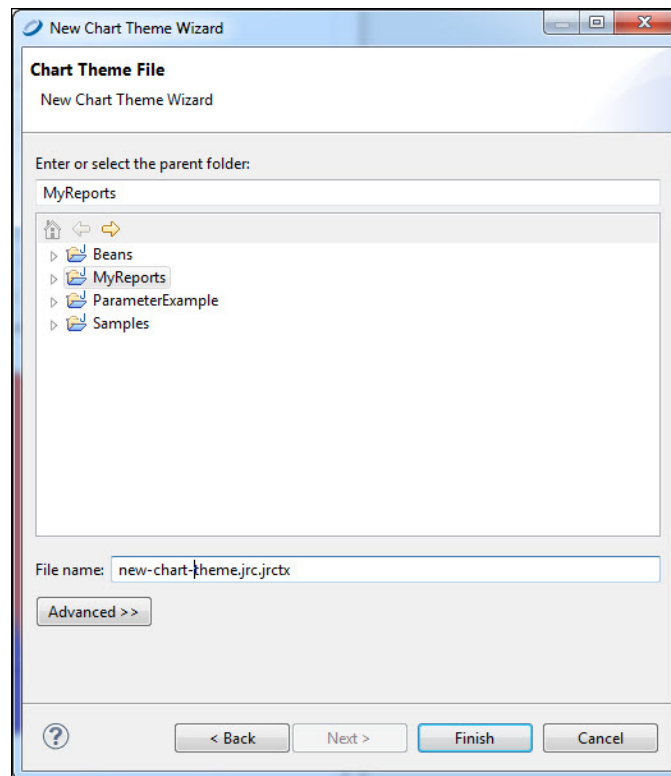 New Chart Theme Wizard
Chart Theme File
New Chart Theme Wizard
Enter or select the parent folder:
MyReports
Beans
MyReports
ParameterExample
Samples
File name: new-chart-theme.jrc.jrctx
Advanced >>
? < Back Next > Finish Cancel